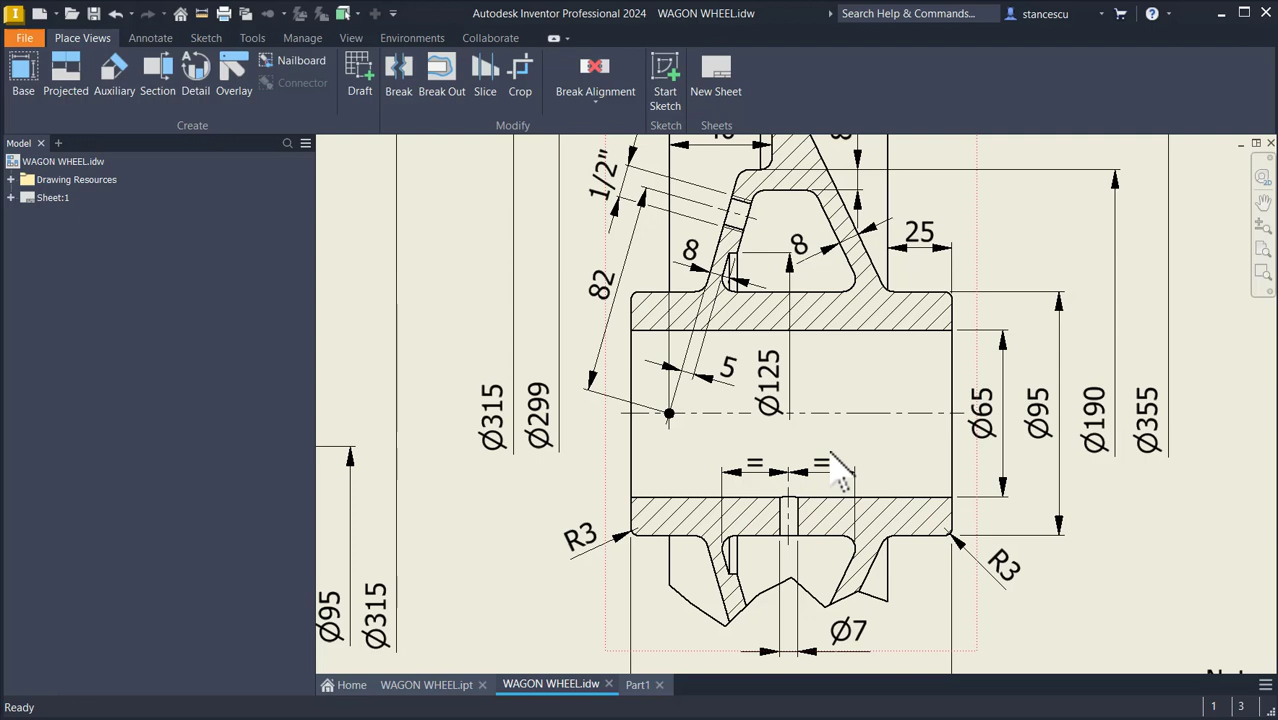 Autodesk Inventor Professional 2024 WAGON WHEEL.idw
Search Help & Commands...
stancescu
File Place Views Annotate Sketch Tools Manage View Environments Collaborate
Base
Projected
Auxiliary
Section
Detail
Overlay
Nailboard
Connector
Draft
Break
Break Out
Slice
Crop
Break Alignment
Start
Sketch
New Sheet
Create
Modify
Sketch
Sheets
Model
WAGON WHEEL.idw
Drawing Resources
Sheet:1
1/2"
8
8
25
82
5
Ø125
Ø315
Ø299
Ø65
Ø95
Ø190
Ø355
=
=
R3
R3
Ø95
Ø315
Ø7
Home WAGON WHEEL.ipt WAGON WHEEL.idw Part1
Ready
1 3